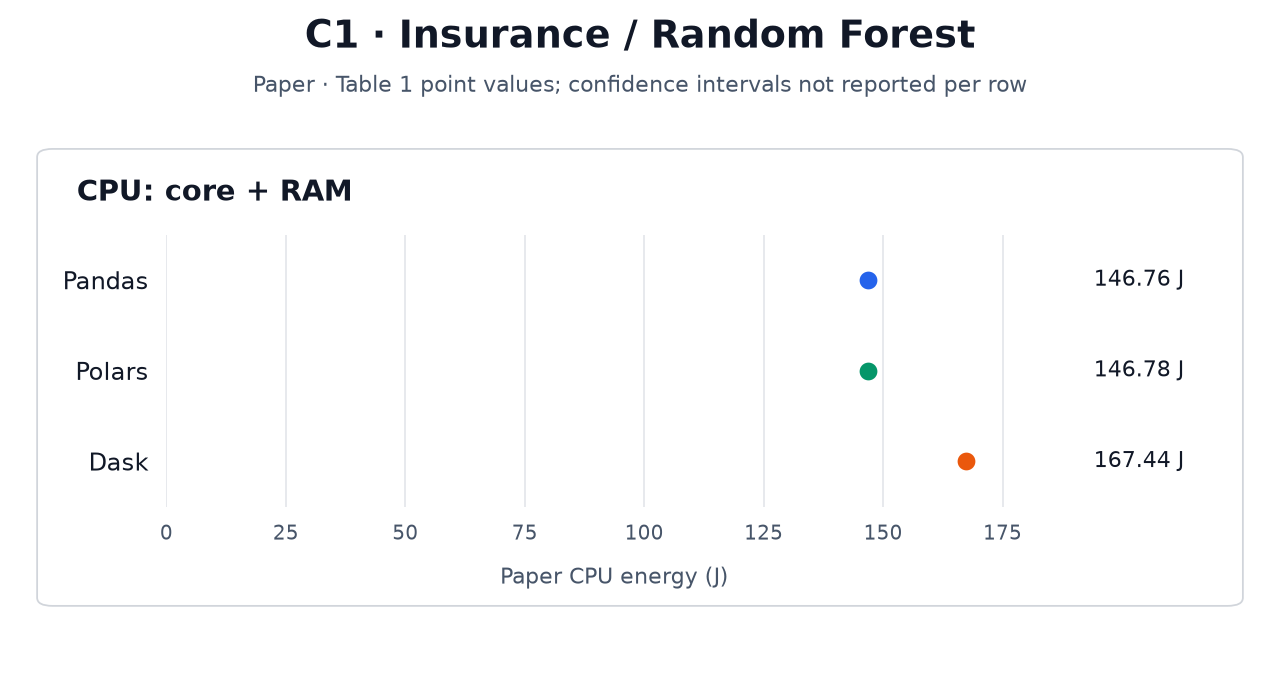 C1 · Insurance / Random Forest
Paper · Table 1 point values; confidence intervals not reported per row
CPU: core + RAM
Pandas 146.76 J
Polars 146.78 J
Dask 167.44 J
0 25 50 75 100 125 150 175
Paper CPU energy (J)